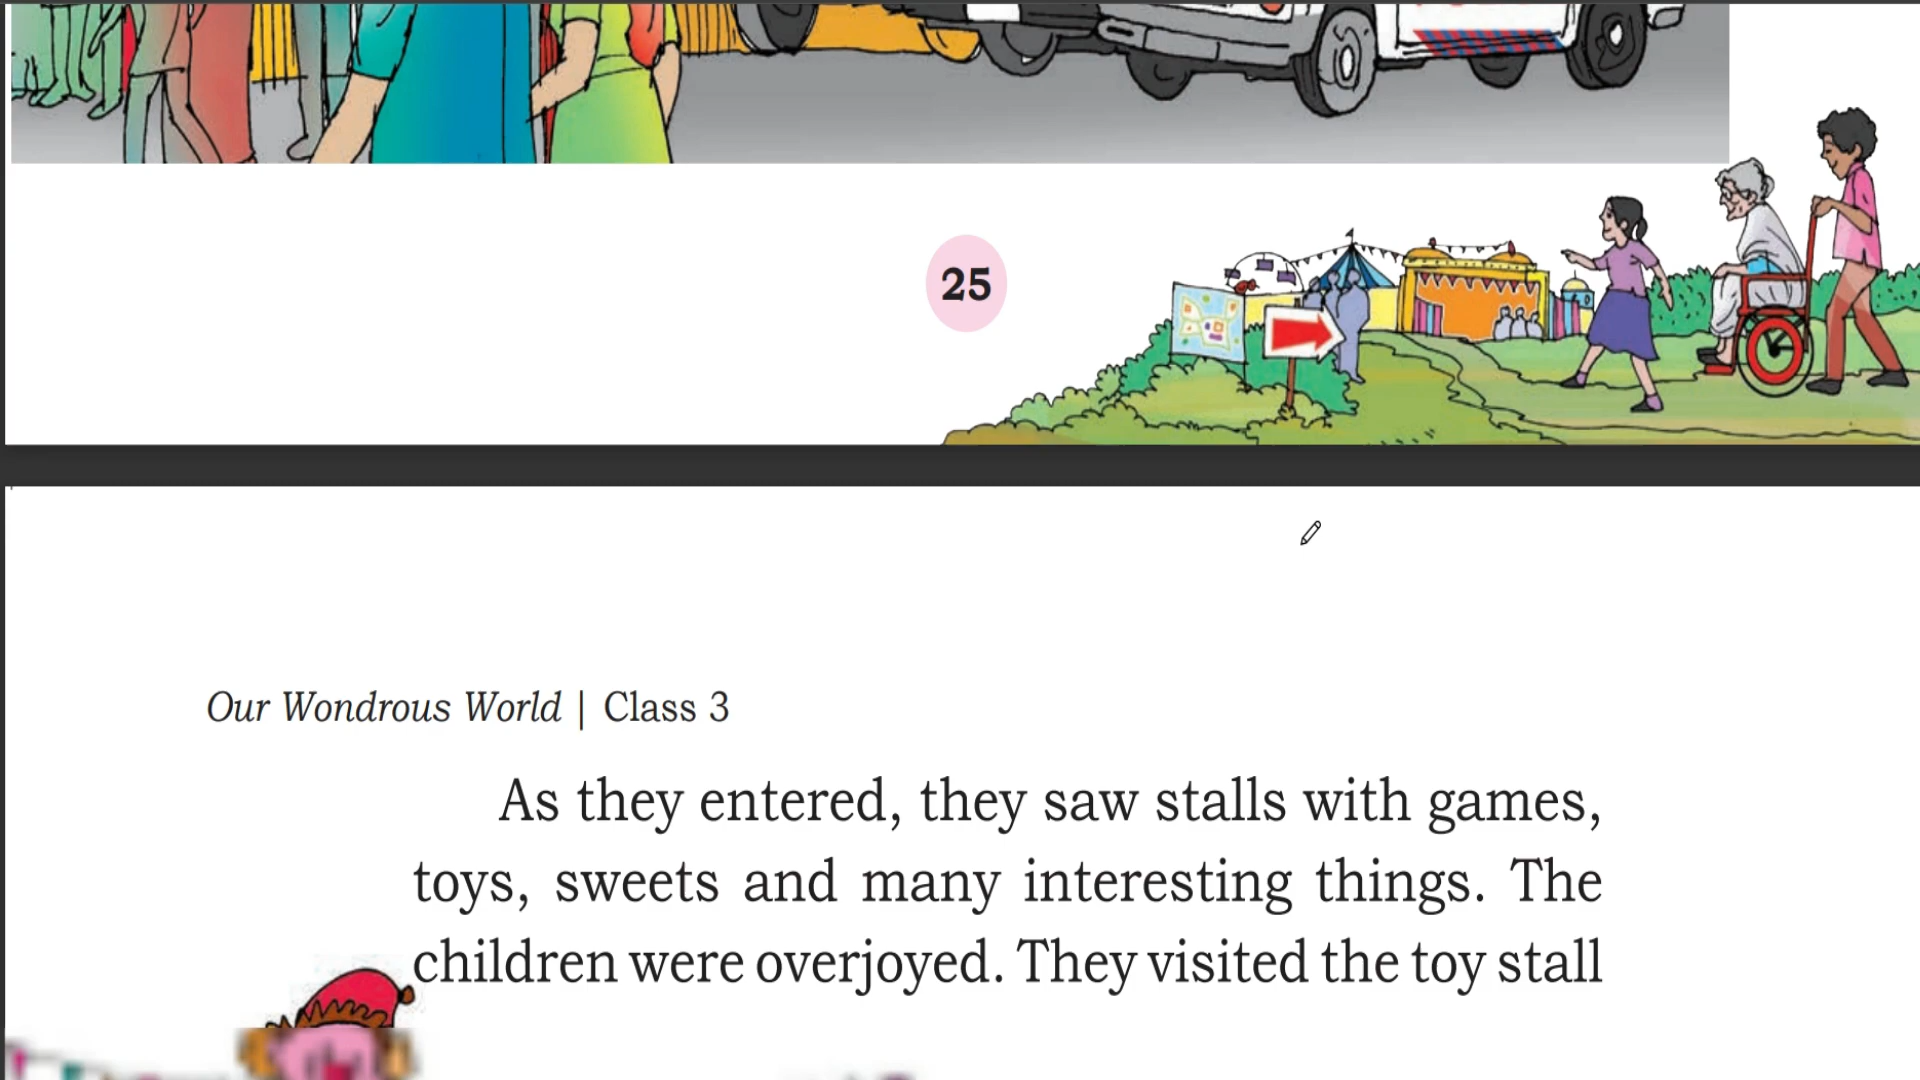 25
Our Wondrous World | Class 3
As they entered, they saw stalls with games,
toys, sweets and many interesting things. The
children were overjoyed. They visited the toy stall